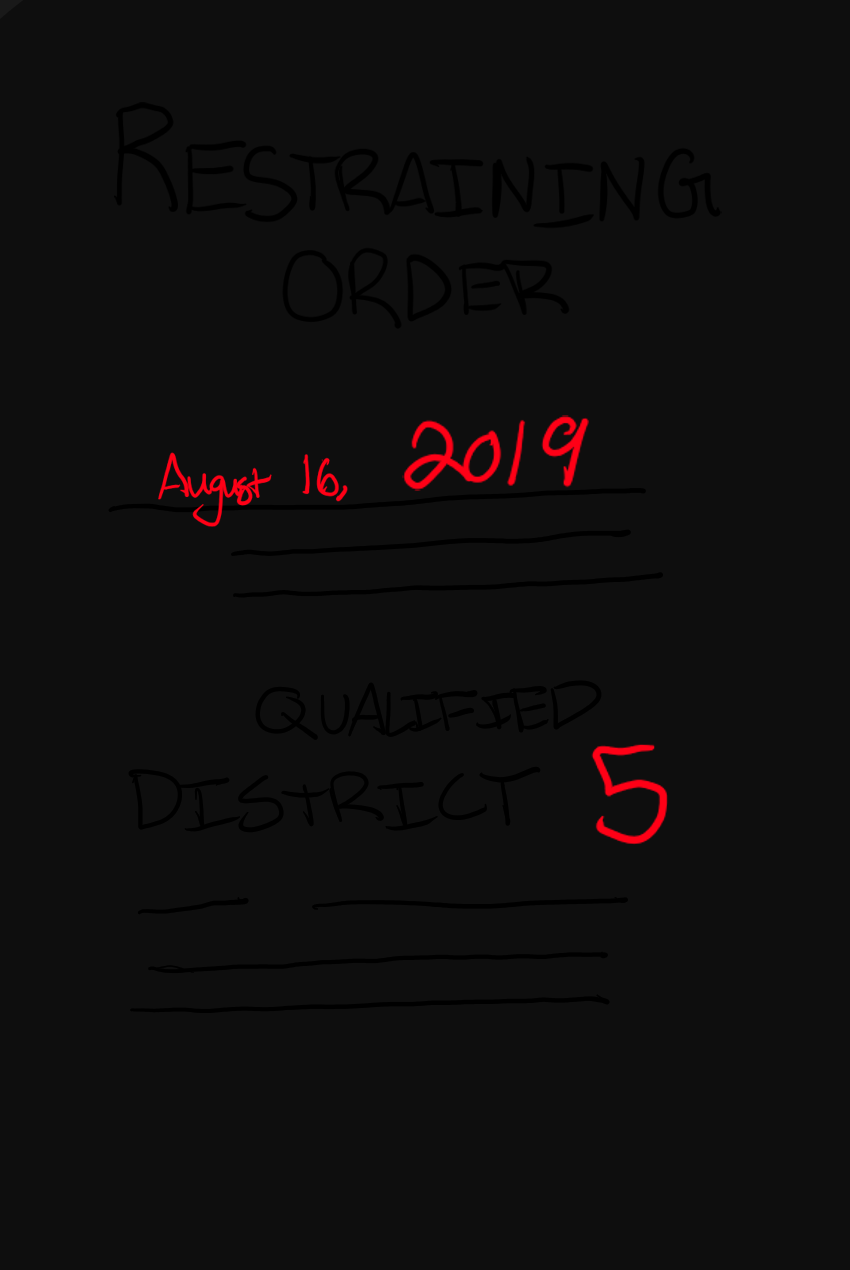 RESTRAINING
ORDER
August 16, 2019
QUALIFIED
DISTRICT 5